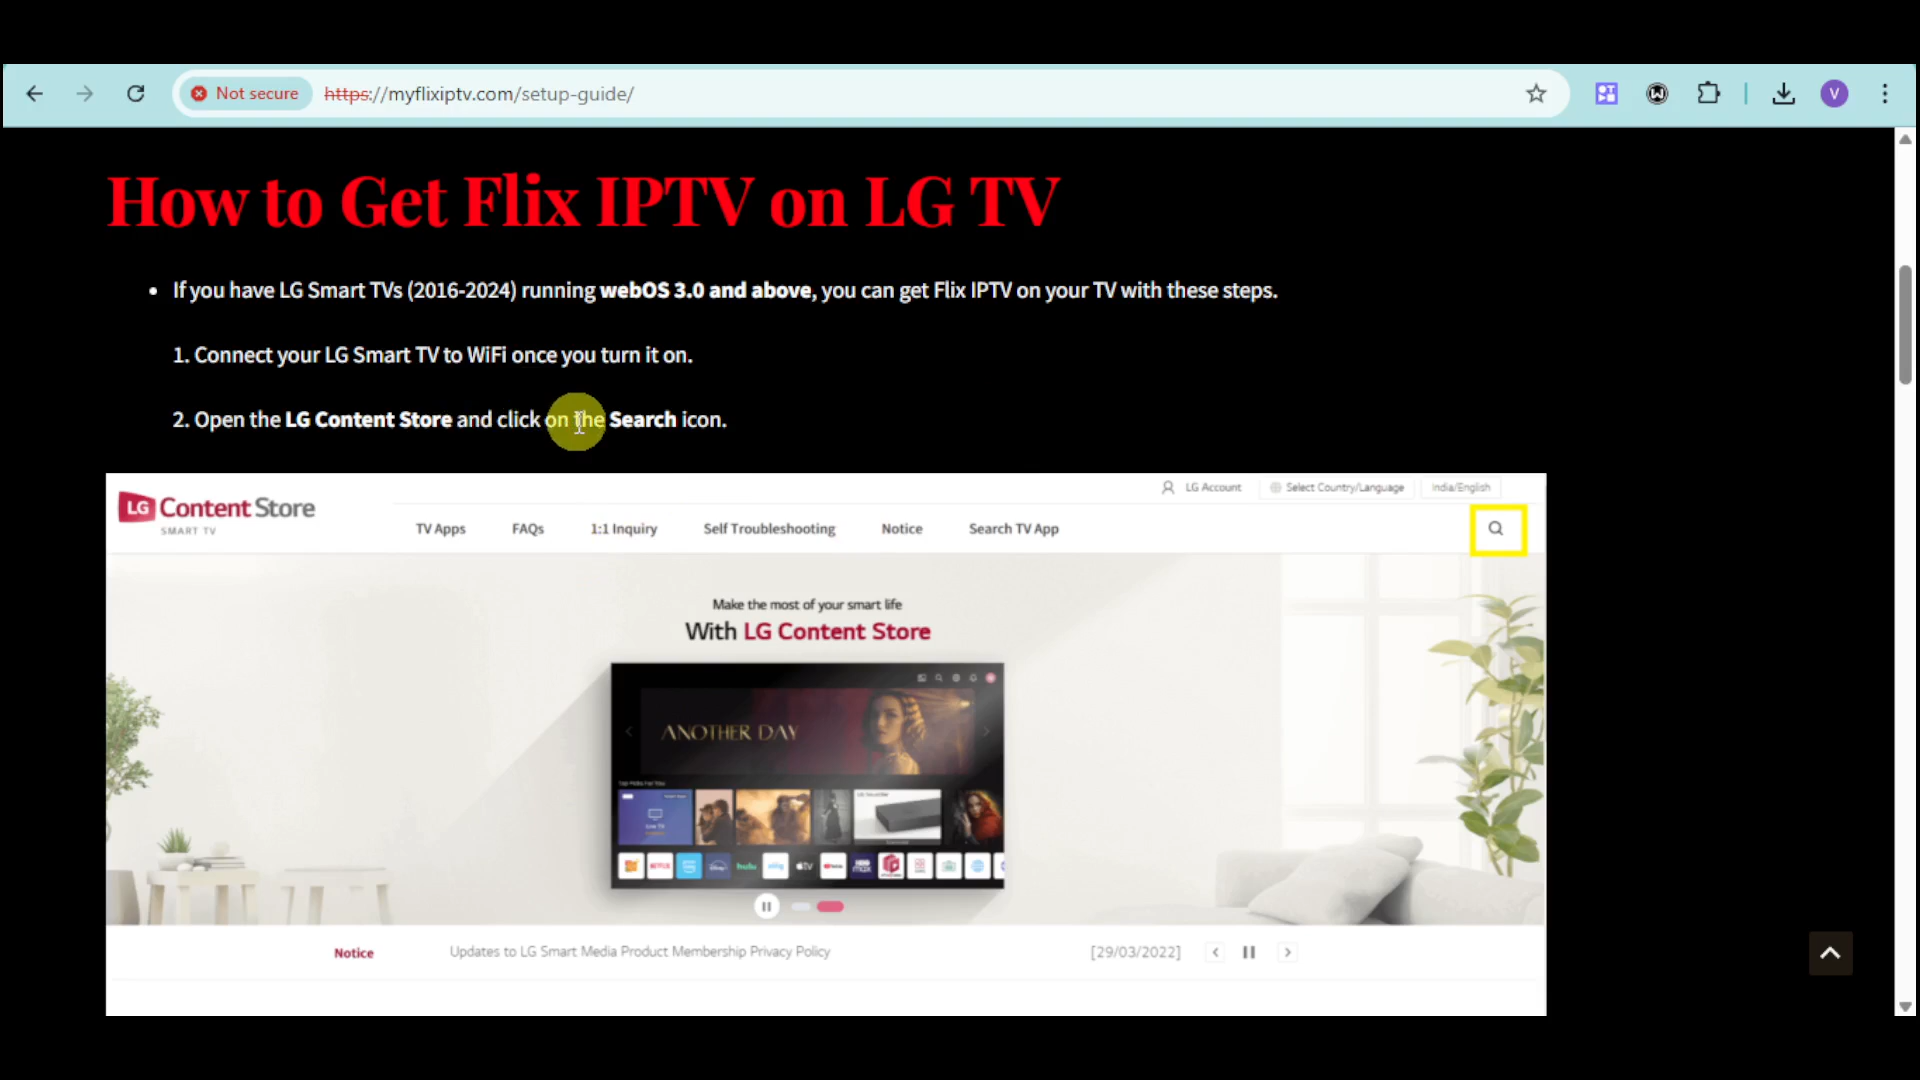 Not secure https://myflixiptv.com/setup-guide/
V
How to Get Flix IPTV on LG TV
• If you have LG Smart TVs (2016-2024) running webOS 3.0 and above, you can get Flix IPTV on your TV with these steps.
1. Connect your LG Smart TV to WiFi once you turn it on.
2. Open the LG Content Store and click on the Search icon.
LG Account Select Country/Language India/English
LG Content Store
SMART TV
TV Apps FAQs 1:1 Inquiry Self Troubleshooting Notice Search TV App
Make the most of your smart life
With LG Content Store
ANOTHER DAY
Live TV
NETFLIX hulu tv
Notice Updates to LG Smart Media Product Membership Privacy Policy [29/03/2022]